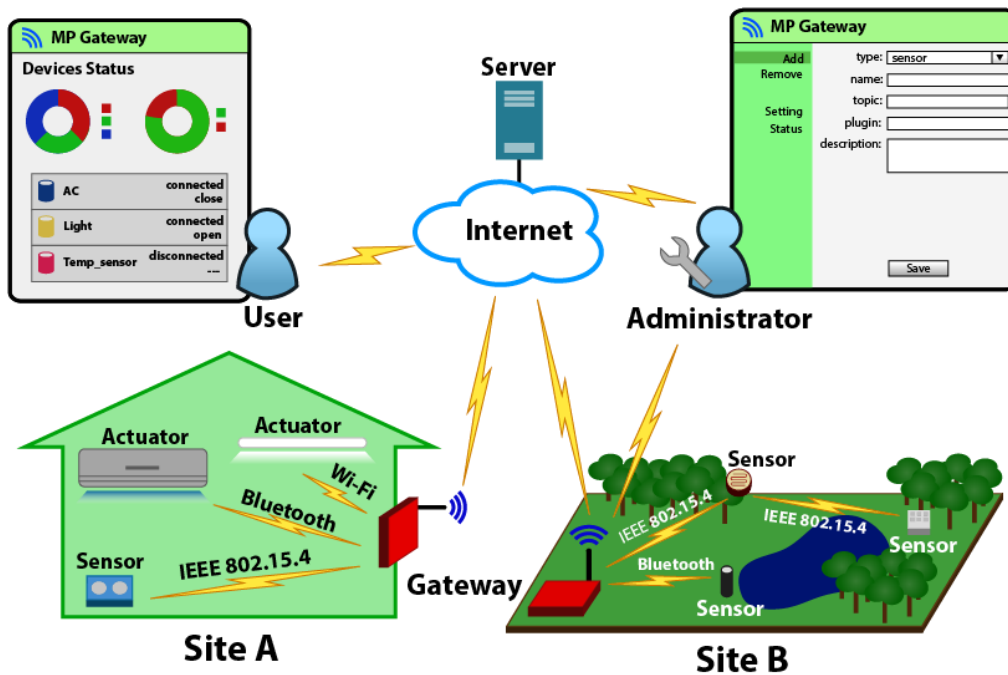 MP Gateway
Devices Status
AC
connected
close
Light
connected
open
Temp_sensor
disconnected
---
User
Server
Internet
MP Gateway
Add
Remove
Setting
Status
type: sensor
name:
topic:
plugin:
description:
Save
Administrator
Actuator
Actuator
Wi-Fi
Bluetooth
Sensor
IEEE 802.15.4
Gateway
Site A
Sensor
IEEE 802.15.4
IEEE 802.15.4
Sensor
Bluetooth
Sensor
Site B